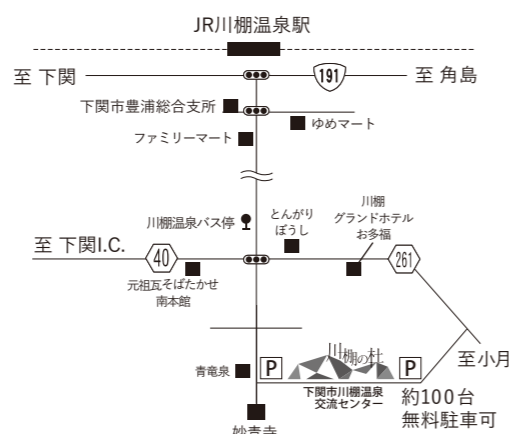 JR川棚温泉駅
至 下関
191
至 角島
下関市豊浦総合支所
ゆめマート
ファミリーマート
川棚温泉バス停
とんがり
ぼうし
川棚
グランドホテル
お多福
至 下関I.C.
40
261
元祖瓦そばたかせ
南本館
青竜泉
P
川棚の杜
P
至小月
下関市川棚温泉
交流センター
約100台
無料駐車可
妙青寺